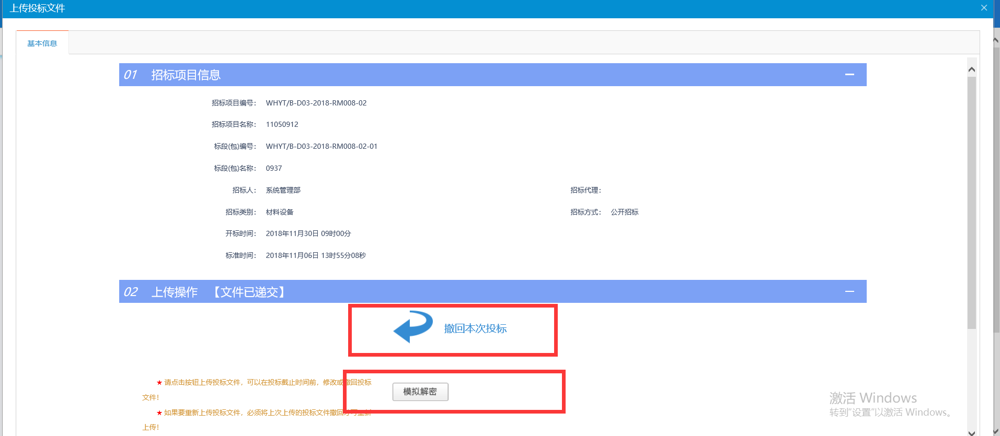 上传投标文件
基本信息
01 招标项目信息
招标项目编号： WHYT/B-D03-2018-RM008-02
招标项目名称： 11050912
标段(包)编号： WHYT/B-D03-2018-RM008-02-01
标段(包)名称： 0937
招标人： 系统管理部 招标代理：
招标类别： 材料设备 招标方式： 公开招标
开标时间： 2018年11月30日 09时00分
标准时间： 2018年11月06日 13时55分08秒
02 上传操作 【文件已递交】
撤回本次投标
★ 请点击按钮上传投标文件，可以在投标截止时间前，修改或撤回投标
文件！
模拟解密
★ 如果要重新上传投标文件，必须将上次上传的投标文件撤回才可重新
上传！
激活 Windows
转到“设置”以激活 Windows。